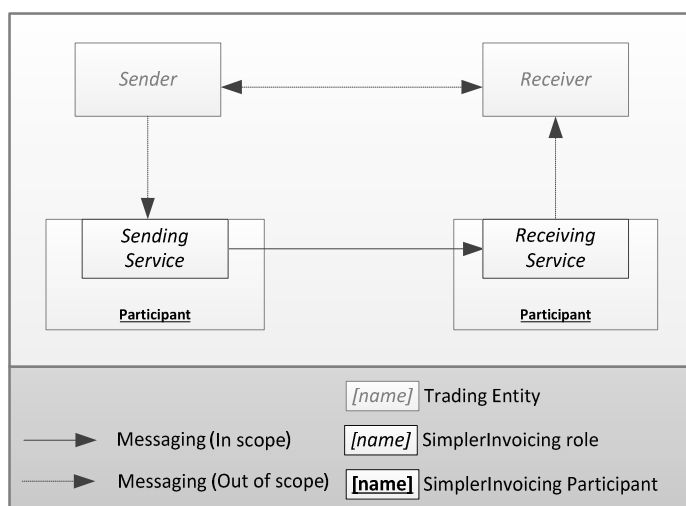 Sender
Receiver
Sending
Service
Receiving
Service
Participant
Participant
[name] Trading Entity
Messaging (In scope)
[name] SimplerInvoicing role
Messaging (Out of scope)
[name] SimplerInvoicing Participant